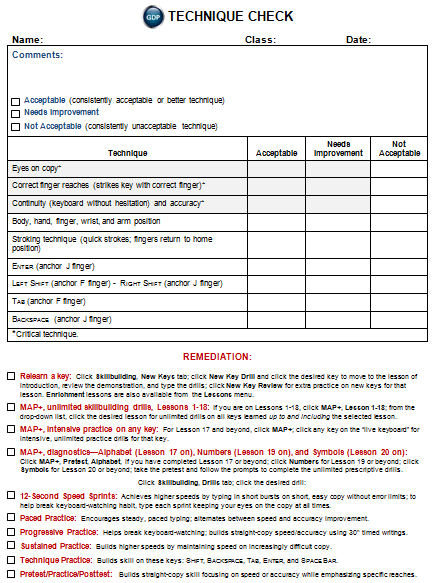 GDP TECHNIQUE CHECK
Name: Class: Date:
Comments:
Acceptable (consistently acceptable or better technique)
Needs Improvement
Not Acceptable (consistently unacceptable technique)
Technique Acceptable Needs Improvement Not Acceptable
Eyes on copy*
Correct finger reaches (strikes key with correct finger)*
Continuity (keyboard without hesitation) and accuracy*
Body, hand, finger, wrist, and arm position
Stroking technique (quick strokes; fingers return to home
position)
ENTER (anchor J finger)
LEFT SHIFT (anchor F finger) - RIGHT SHIFT (anchor J finger)
TAB (anchor F finger)
BACKSPACE (anchor J finger)
*Critical technique.
REMEDIATION:
Relearn a key: Click Skillbuilding, New Keys tab; click New Key Drill and click the desired key to move to the lesson of
introduction, review the demonstration, and type the drills; click New Key Review for extra practice on new keys for that
lesson. Enrichment lessons are also available from the Lessons menu.
MAP+, unlimited skillbuilding drills, Lessons 1-18: If you are on Lessons 1-18, click MAP+, Lesson 1-18; from the
drop-down list, click the desired lesson for unlimited drills on all keys learned up to and including the selected lesson.
MAP+, intensive practice on any key: For Lesson 17 and beyond, click MAP+; click any key on the "live keyboard" for
intensive, unlimited practice drills for that key.
MAP+, diagnostics—Alphabet (Lesson 17 on), Numbers (Lesson 19 on), and Symbols (Lesson 20 on):
Click MAP+, Pretest, Alphabet, if you have completed Lesson 17 or beyond; click Numbers for Lesson 19 or beyond; click
Symbols for Lesson 20 or beyond; take the pretest and follow the prompts to complete the unlimited prescriptive drills.
Click Skillbuilding, Drills tab; click the desired drill:
12-Second Speed Sprints: Achieves higher speeds by typing in short bursts on short, easy copy without error limits; to
help break keyboard-watching habit, type each sprint keeping your eyes on the copy at all times.
Paced Practice: Encourages steady, paced typing; alternates between speed and accuracy improvement.
Progressive Practice: Helps break keyboard-watching; builds straight-copy speed/accuracy using 30" timed writings.
Sustained Practice: Builds higher speeds by maintaining speed on increasingly difficult copy.
Technique Practice: Builds skill on these keys: SHIFT, BACKSPACE, TAB, ENTER, and SPACE BAR.
Pretest/Practice/Posttest: Builds straight-copy skill focusing on speed or accuracy while emphasizing specific reaches.